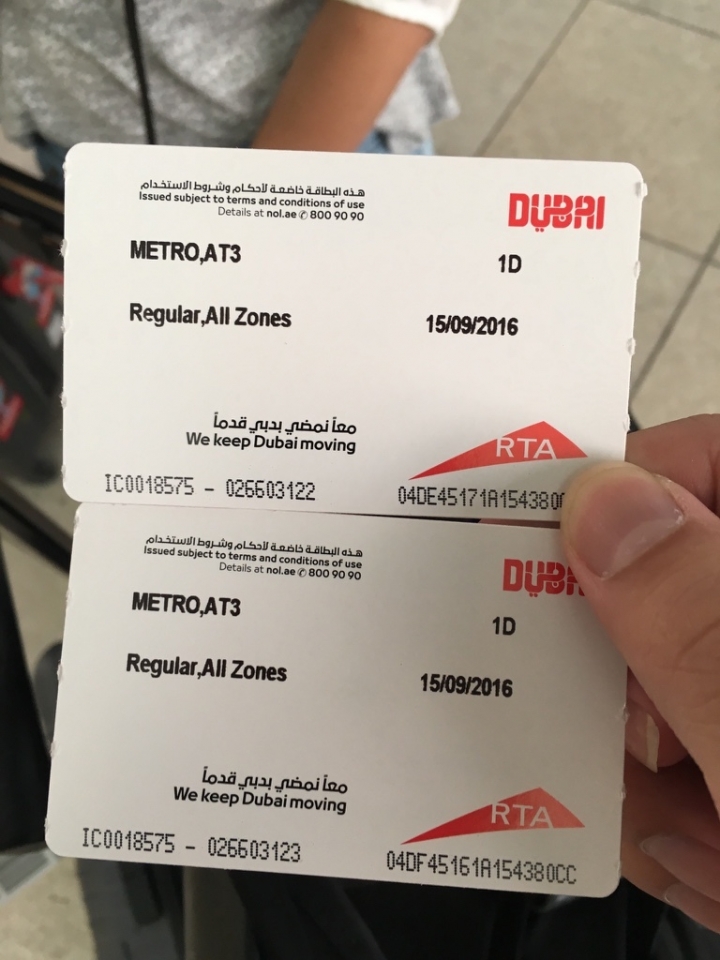 هذه البطاقة خاضعة لأحكام وشروط الاستخدام
Issued subject to terms and conditions of use
Details at nol.ae ✆ 800 90 90
DUBAI
METRO,AT3
1D
Regular,All Zones
15/09/2016
معاً نمضي بدبي قدماً
We keep Dubai moving
RTA
IC0018575 - 026603122
04DE45171A154380
هذه البطاقة خاضعة لأحكام وشروط الاستخدام
Issued subject to terms and conditions of use
Details at nol.ae ✆ 800 90 90
DUBA
METRO,AT3
1D
Regular,All Zones
15/09/2016
معاً نمضي بدبي قدماً
We keep Dubai moving
RTA
IC0018575 - 026603123
04DF45161A154380CC